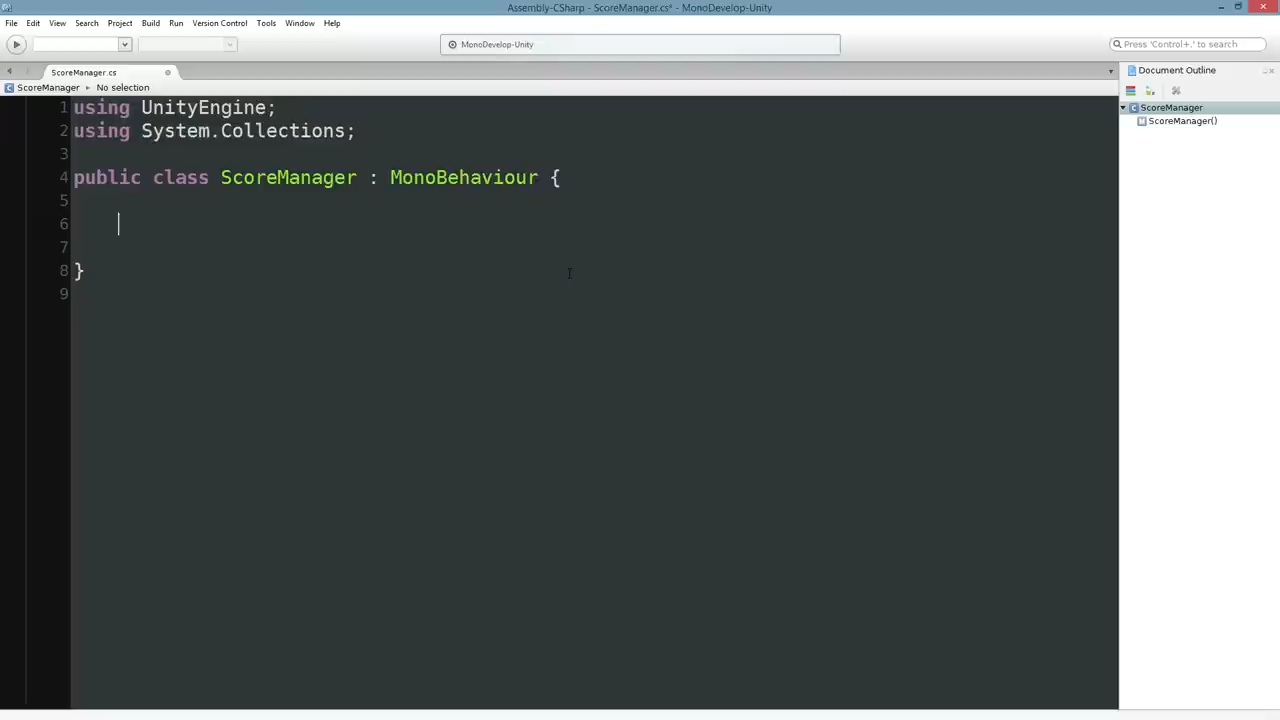 Assembly-CSharp - ScoreManager.cs* - MonoDevelop-Unity
File Edit View Search Project Build Run Version Control Tools Window Help
MonoDevelop-Unity
Press 'Control+.' to search
ScoreManager.cs
Document Outline
ScoreManager ▸ No selection
ScoreManager
ScoreManager()
1 using UnityEngine;
2 using System.Collections;
3
4 public class ScoreManager : MonoBehaviour {
5
6
7
8 }
9